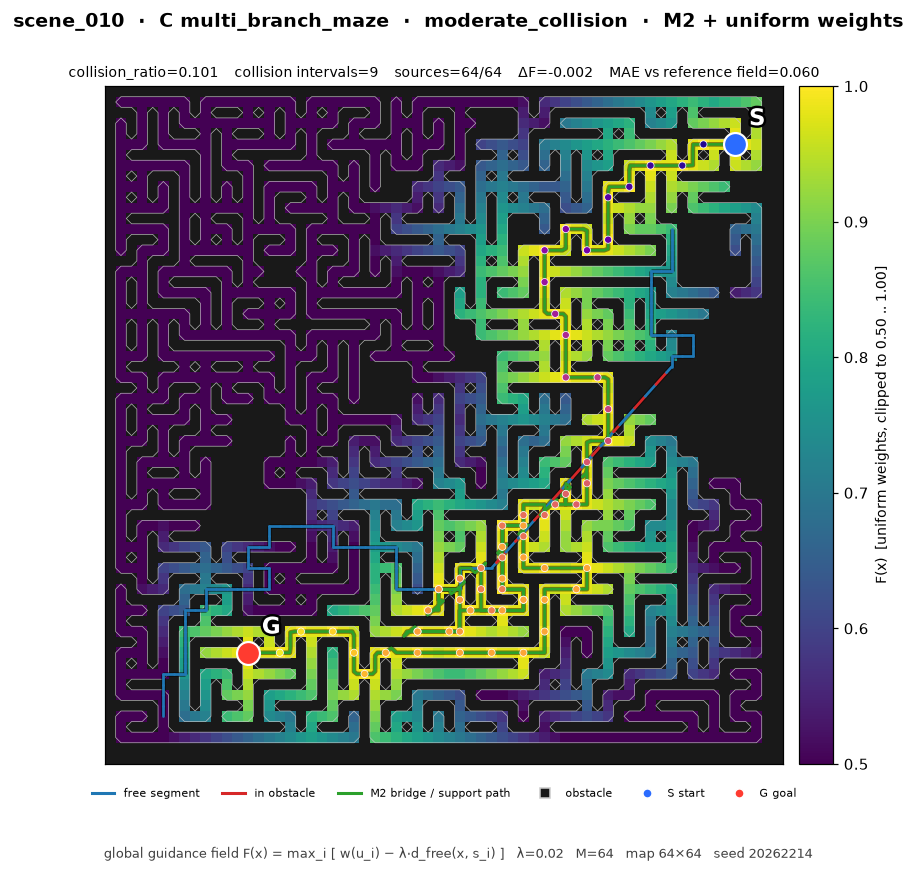 scene_010 · C multi_branch_maze · moderate_collision · M2 + uniform weights
collision_ratio=0.101 collision intervals=9 sources=64/64 ΔF=-0.002 MAE vs reference field=0.060
S
G
1.0
0.9
0.8
0.7
0.6
0.5
F(x) [uniform weights, clipped to 0.50 .. 1.00]
free segment in obstacle M2 bridge / support path obstacle S start G goal
global guidance field F(x) = max_i [ w(u_i) − λ·d_free(x, s_i) ] λ=0.02 M=64 map 64×64 seed 20262214